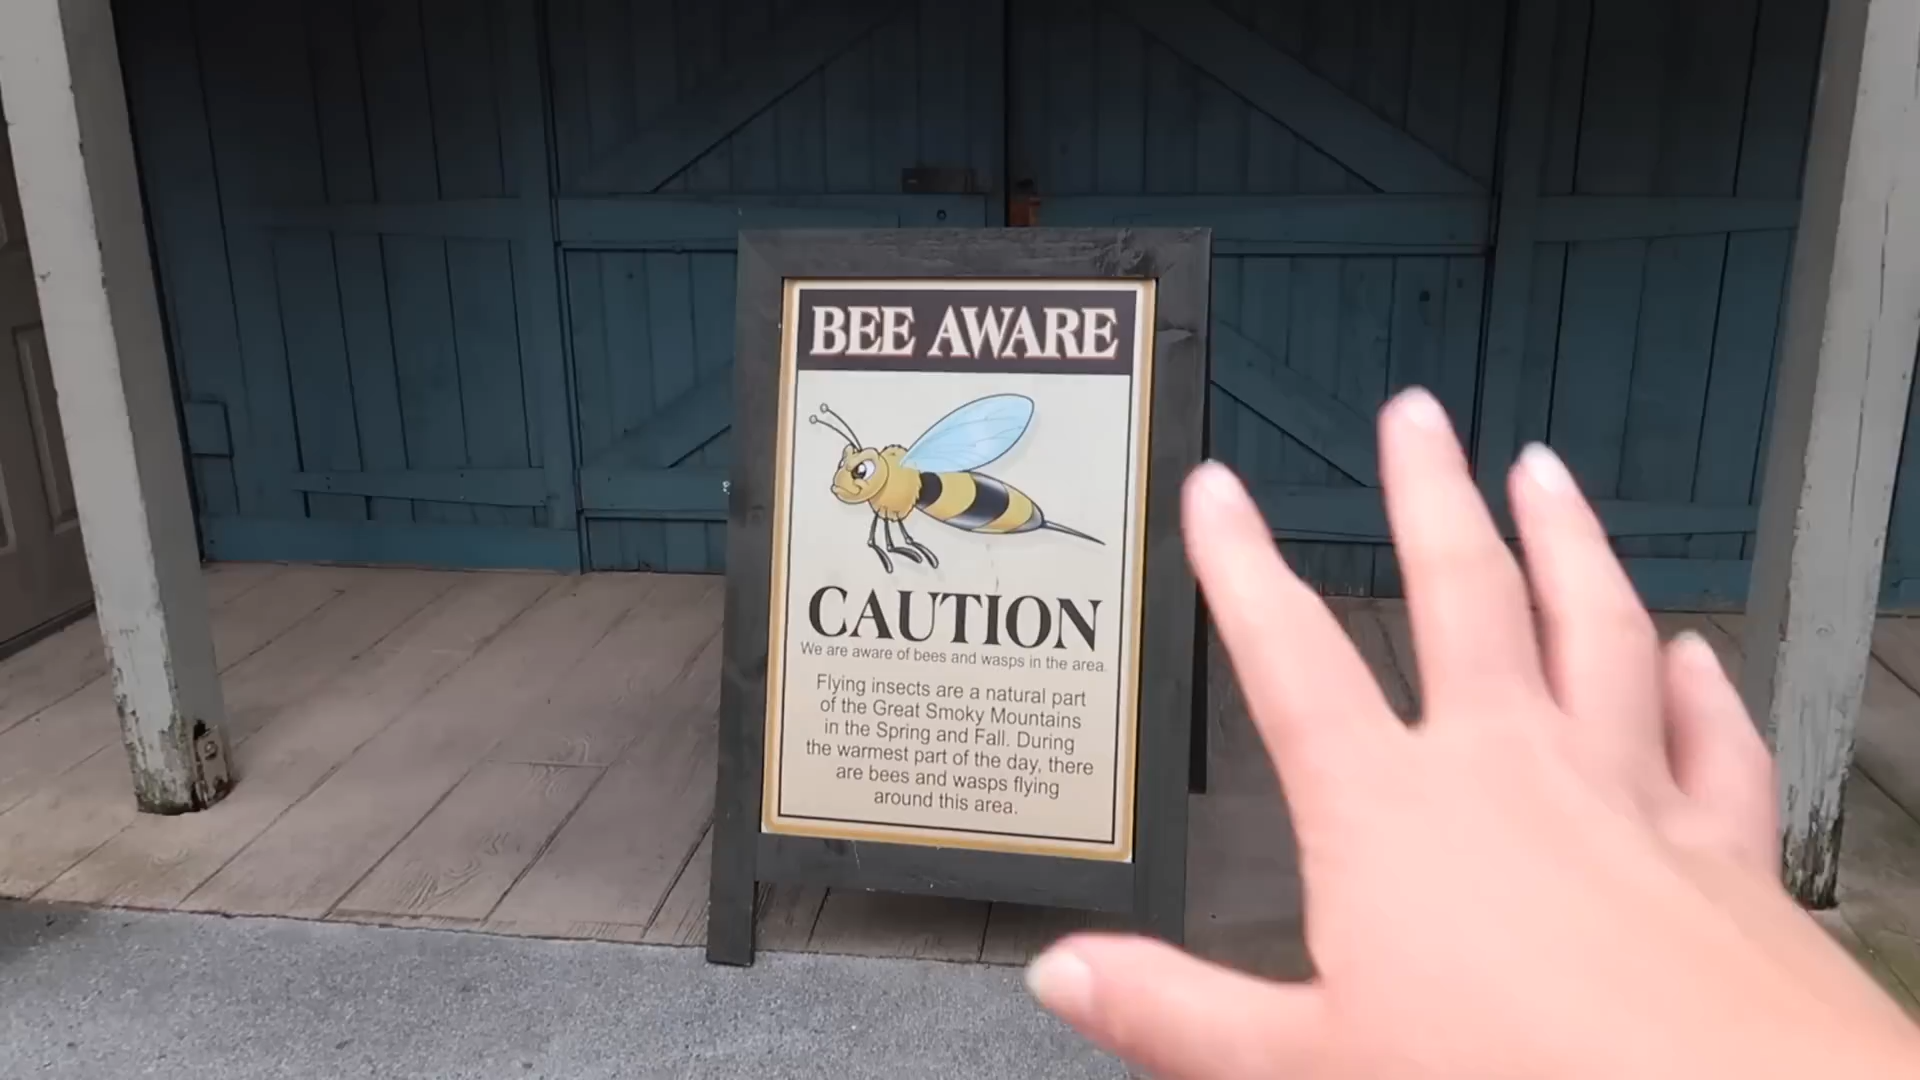 BEE AWARE
CAUTION
We are aware of bees and wasps in the area.
Flying insects are a natural part
of the Great Smoky Mountains
in the Spring and Fall. During
the warmest part of the day, there
are bees and wasps flying
around this area.